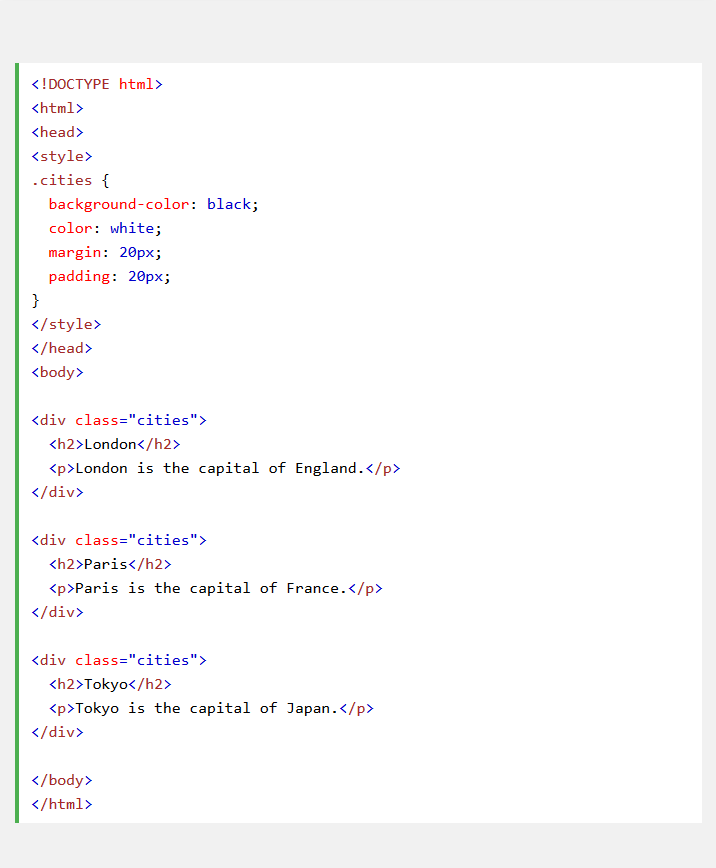 <!DOCTYPE html>
<html>
<head>
<style>
.cities {
  background-color: black;
  color: white;
  margin: 20px;
  padding: 20px;
}
</style>
</head>
<body>

<div class="cities">
  <h2>London</h2>
  <p>London is the capital of England.</p>
</div>

<div class="cities">
  <h2>Paris</h2>
  <p>Paris is the capital of France.</p>
</div>

<div class="cities">
  <h2>Tokyo</h2>
  <p>Tokyo is the capital of Japan.</p>
</div>

</body>
</html>